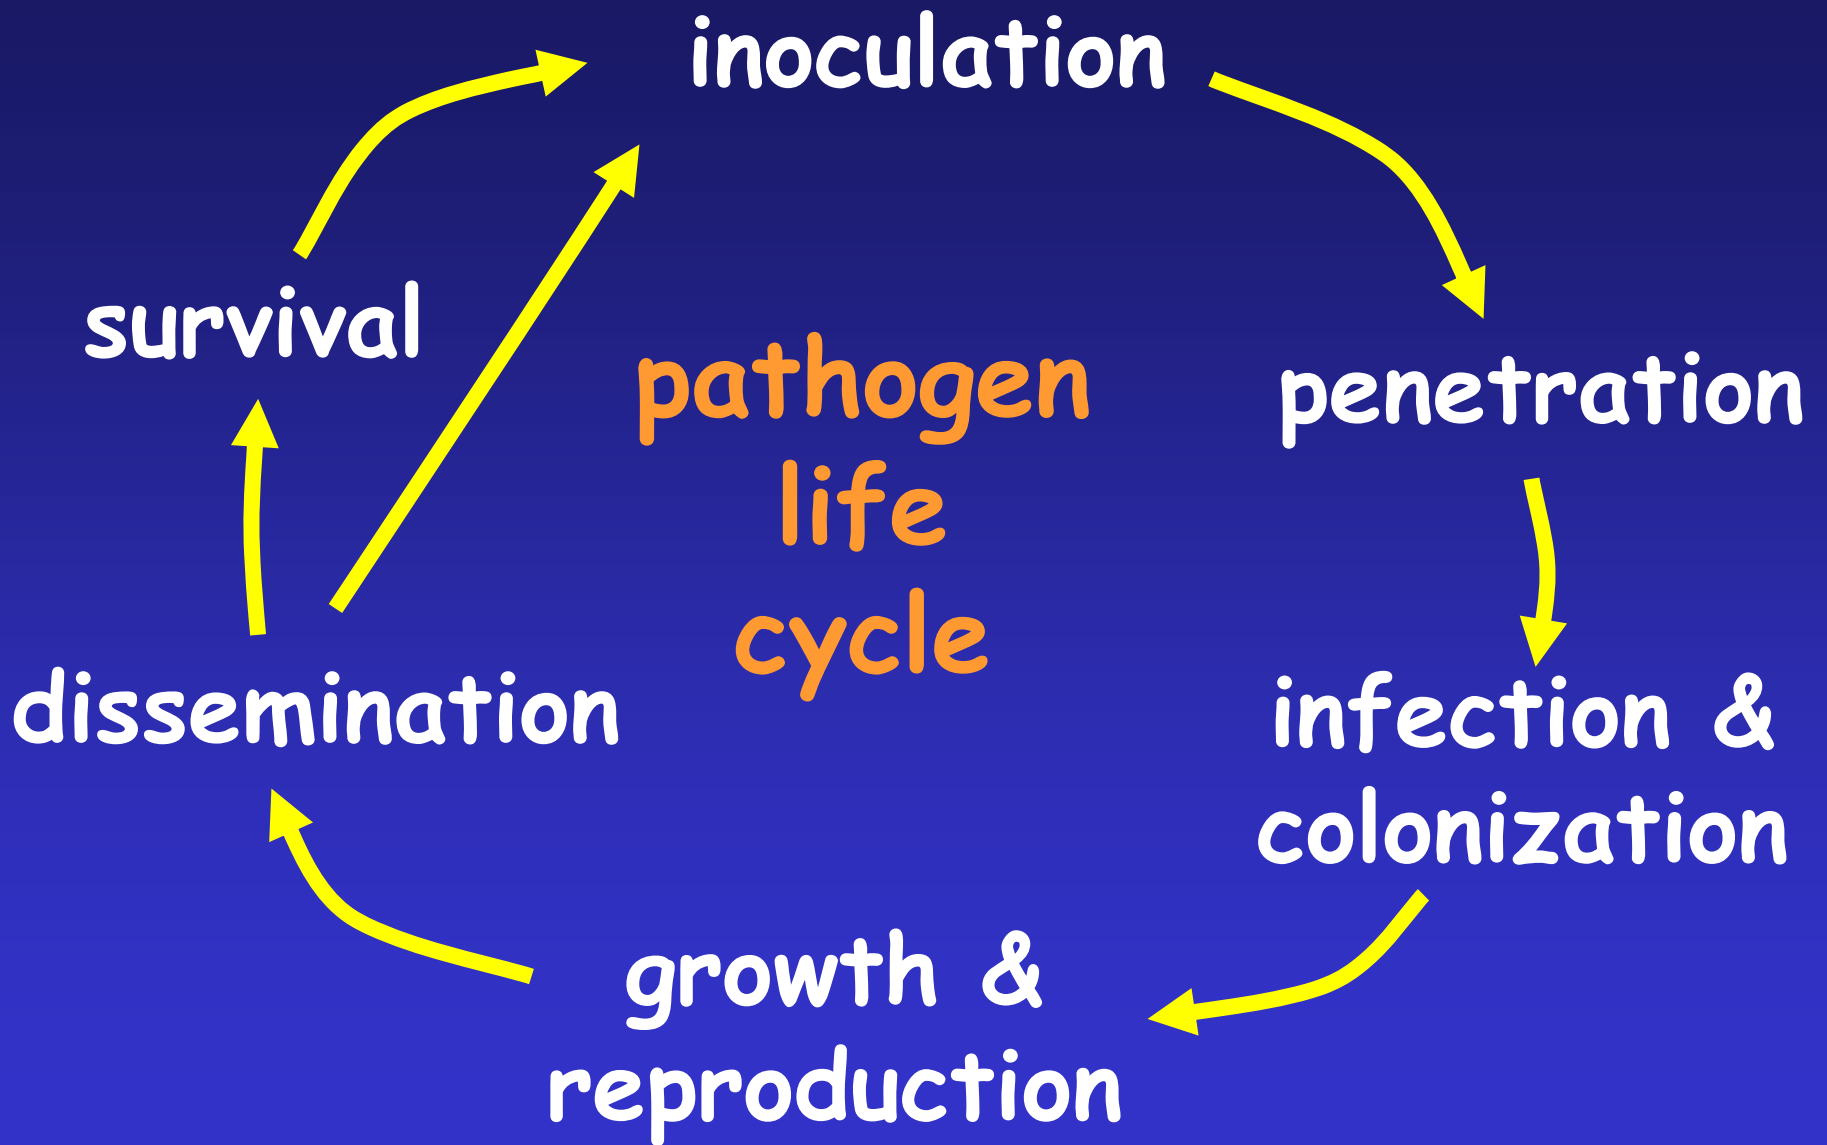 inoculation
survival
pathogen
life
cycle
penetration
dissemination
infection &
colonization
growth &
reproduction